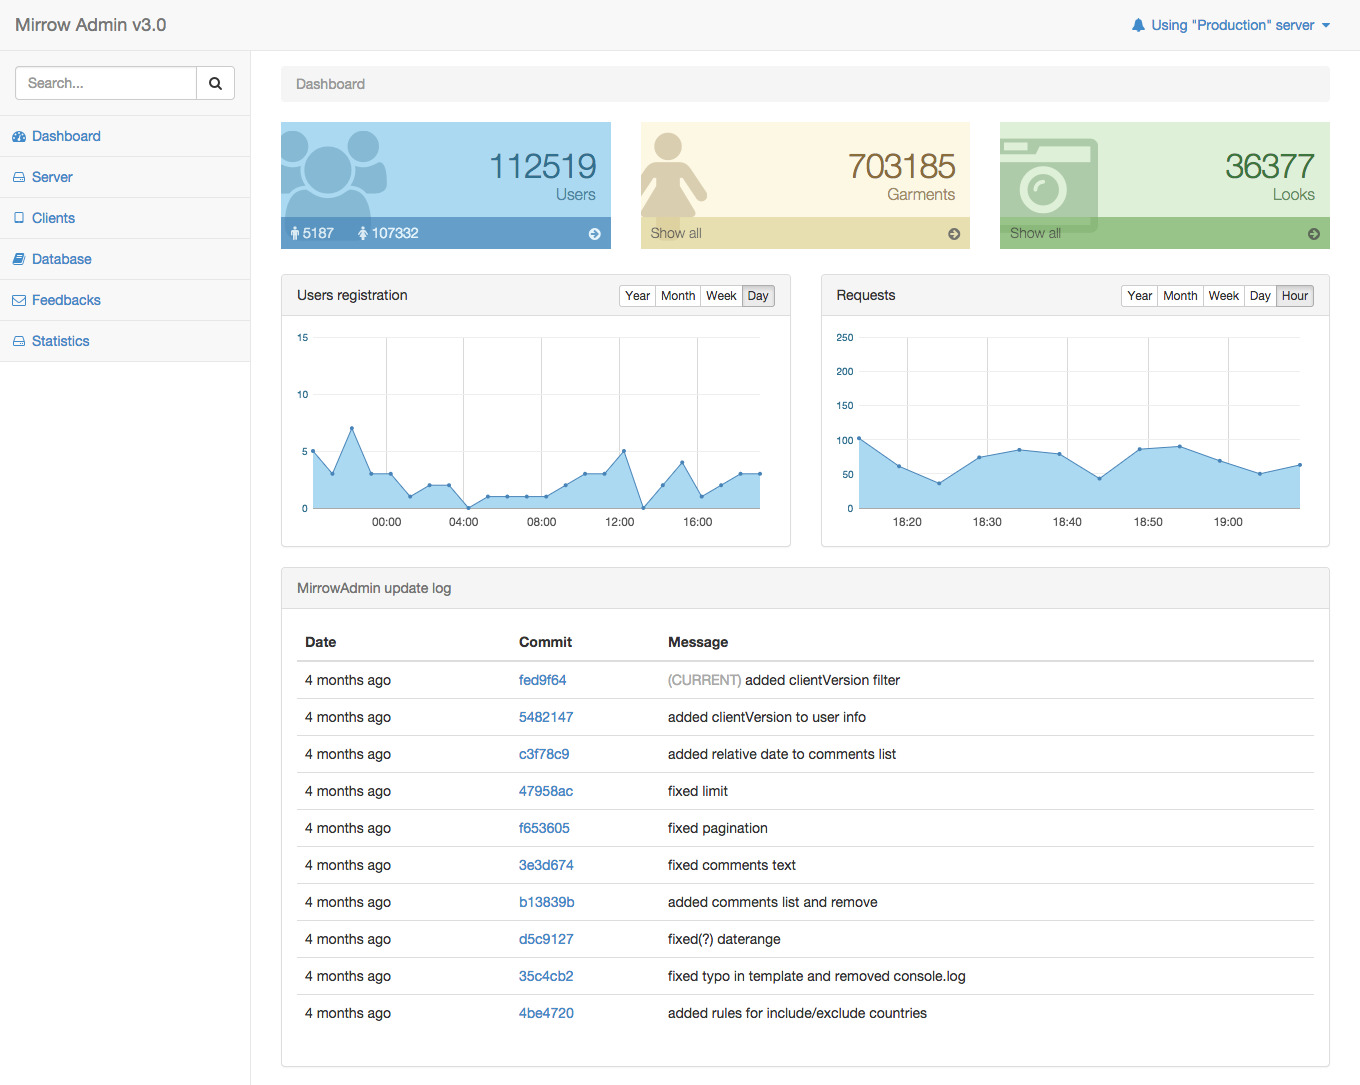 Mirrow Admin v3.0
Using "Production" server
Search...
Dashboard
Server
Clients
Database
Feedbacks
Statistics
Dashboard
112519
Users
5187 107332
703185
Garments
Show all
36377
Looks
Show all
Users registration
Year Month Week Day
15
10
5
0
00:00 04:00 08:00 12:00 16:00
Requests
Year Month Week Day Hour
250
200
150
100
50
0
18:20 18:30 18:40 18:50 19:00
MirrowAdmin update log
Date Commit Message
4 months ago fed9f64 (CURRENT) added clientVersion filter
4 months ago 5482147 added clientVersion to user info
4 months ago c3f78c9 added relative date to comments list
4 months ago 47958ac fixed limit
4 months ago f653605 fixed pagination
4 months ago 3e3d674 fixed comments text
4 months ago b13839b added comments list and remove
4 months ago d5c9127 fixed(?) daterange
4 months ago 35c4cb2 fixed typo in template and removed console.log
4 months ago 4be4720 added rules for include/exclude countries